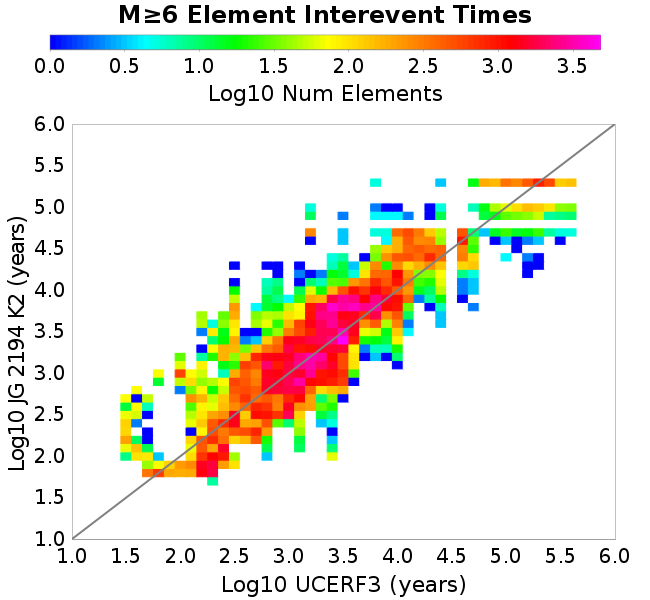 M≥6 Element Interevent Times
0.0 0.5 1.0 1.5 2.0 2.5 3.0 3.5
Log10 Num Elements
6.0
5.5
5.0
4.5
4.0
3.5
3.0
2.5
2.0
1.5
1.0
Log10 JG 2194 K2 (years)
1.0 1.5 2.0 2.5 3.0 3.5 4.0 4.5 5.0 5.5 6.0
Log10 UCERF3 (years)